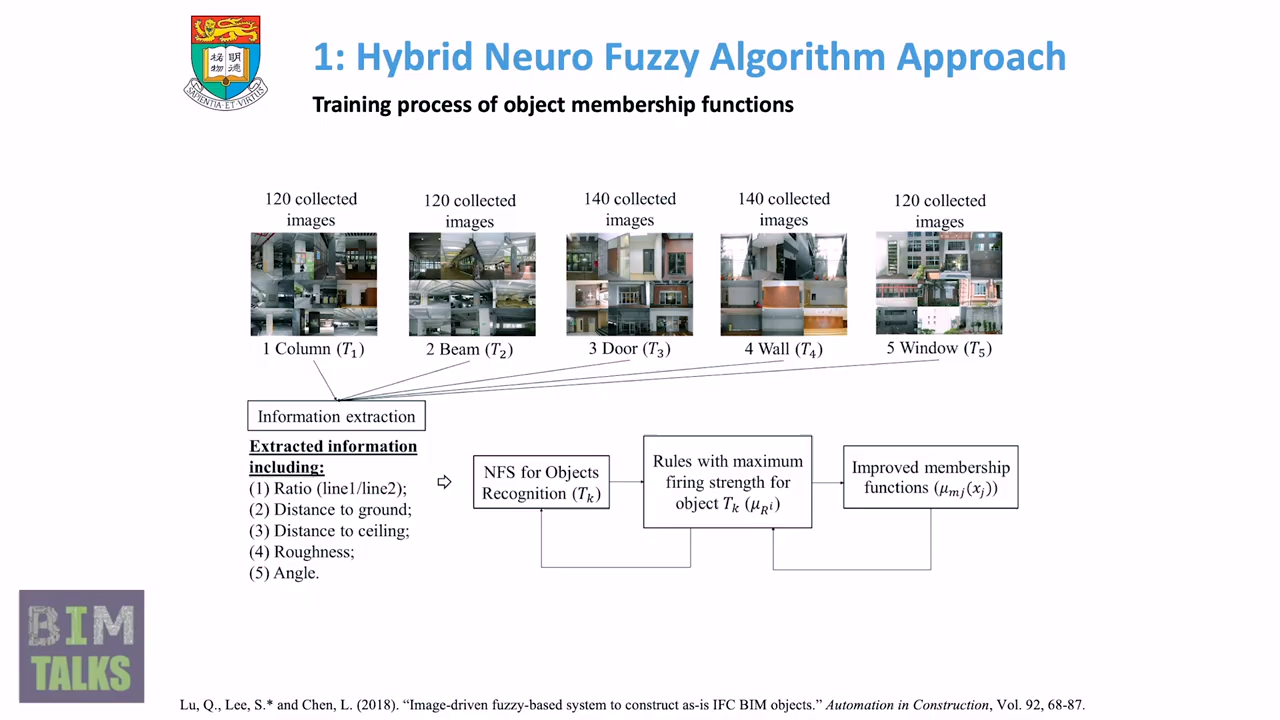 1: Hybrid Neuro Fuzzy Algorithm Approach
Training process of object membership functions
SAPIENTIA ET VIRTUS
明德
格物
120 collected
images
120 collected
images
140 collected
images
140 collected
images
120 collected
images
1 Column (T₁)
2 Beam (T₂)
3 Door (T₃)
4 Wall (T₄)
5 Window (T₅)
Information extraction
Extracted information
including:
(1) Ratio (line1/line2);
(2) Distance to ground;
(3) Distance to ceiling;
(4) Roughness;
(5) Angle.
NFS for Objects
Recognition (Tₖ)
Rules with maximum
firing strength for
object Tₖ (μ_Rⁱ)
Improved membership
functions (μₘⱼ(xⱼ))
BIM
TALKS
Lu, Q., Lee, S.* and Chen, L. (2018). “Image-driven fuzzy-based system to construct as-is IFC BIM objects.” Automation in Construction, Vol. 92, 68-87.